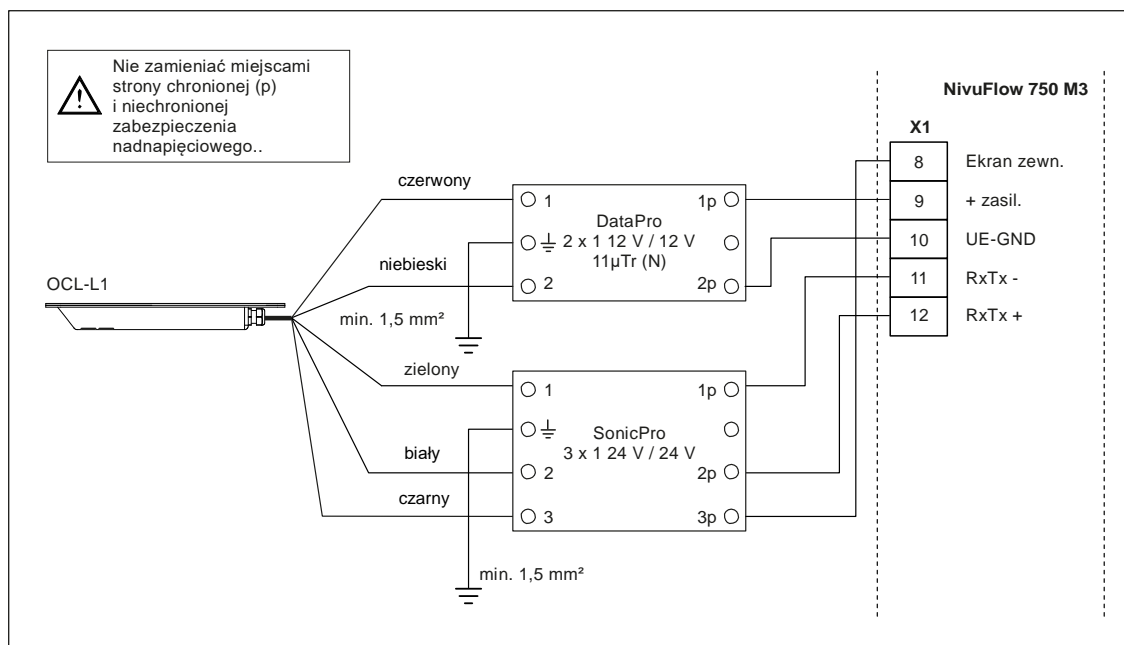 Nie zamieniać miejscami
strony chronionej (p)
i niechronionej
zabezpieczenia
nadnapięciowego..
NivuFlow 750 M3
X1
8 Ekran zewn.
9 + zasil.
10 UE-GND
11 RxTx -
12 RxTx +
OCL-L1
czerwony
niebieski
min. 1,5 mm²
zielony
biały
czarny
min. 1,5 mm²
1 1p
DataPro
2 x 1 12 V / 12 V
11µTr (N)
2 2p
1 1p
SonicPro
3 x 1 24 V / 24 V
2 2p
3 3p